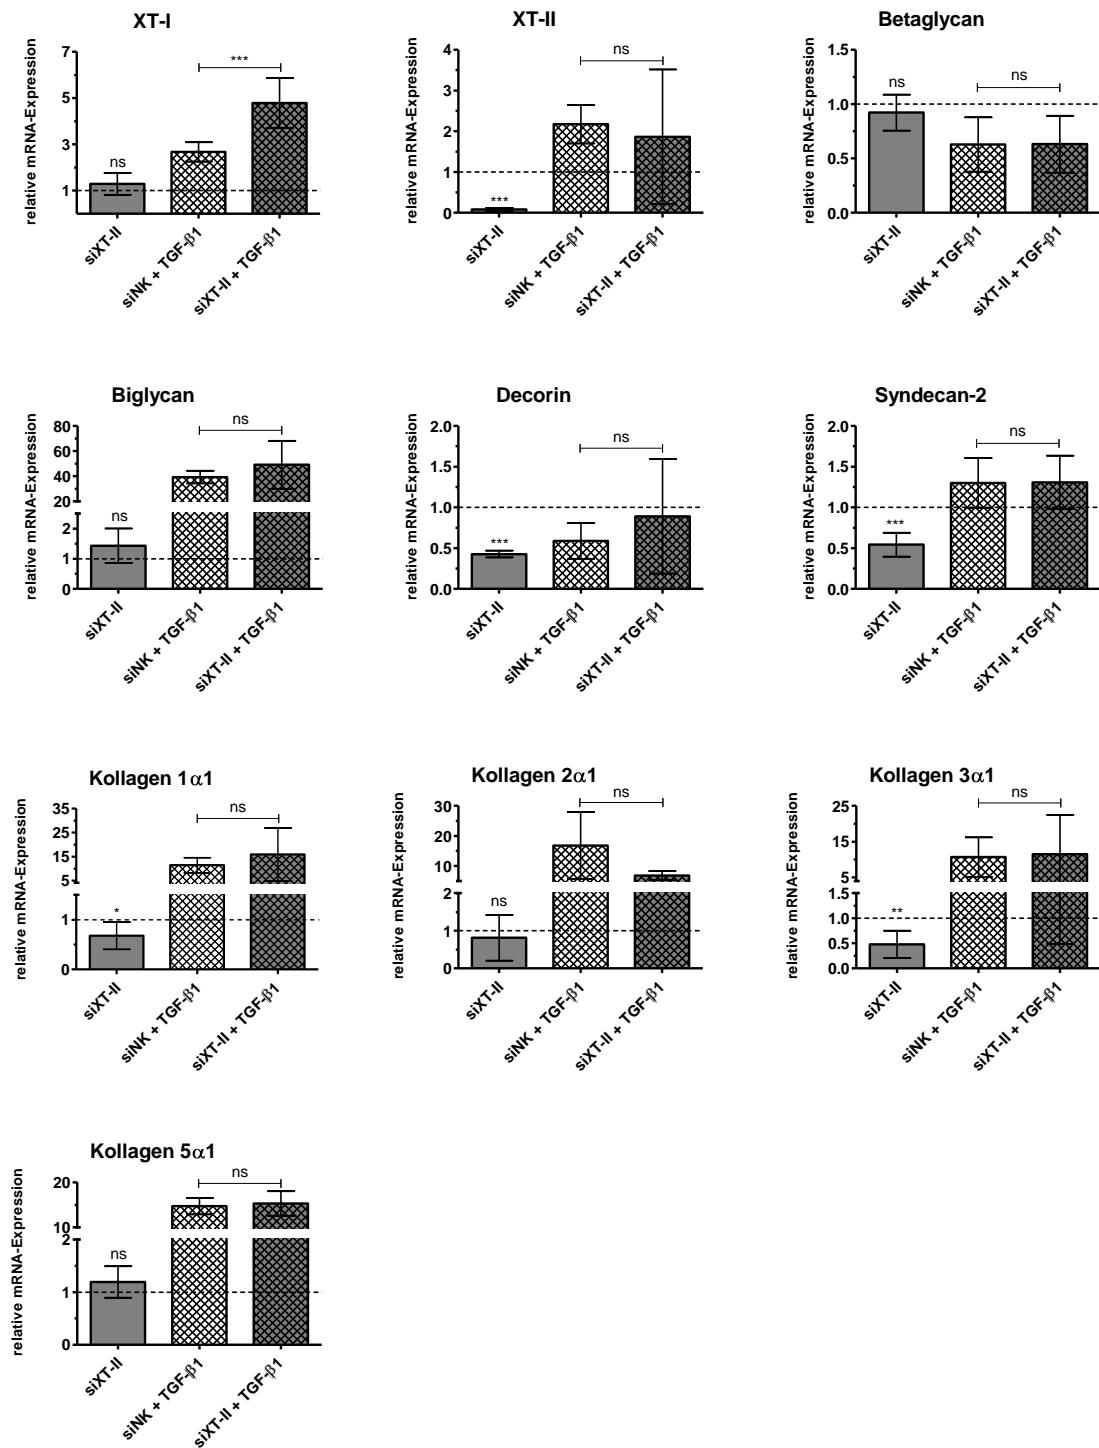 XT-I
relative mRNA-Expression
7
5
3
1
ns
***
siXT-II
siNK + TGF-β1
siXT-II + TGF-β1
XT-II
relative mRNA-Expression
4
3
2
1
0
***
ns
siXT-II
siNK + TGF-β1
siXT-II + TGF-β1
Betaglycan
relative mRNA-Expression
1.5
1.0
0.5
0.0
ns
ns
siXT-II
siNK + TGF-β1
siXT-II + TGF-β1
Biglycan
relative mRNA-Expression
80
60
40
20
2
1
0
ns
ns
siXT-II
siNK + TGF-β1
siXT-II + TGF-β1
Decorin
relative mRNA-Expression
2.0
1.5
1.0
0.5
0.0
***
ns
siXT-II
siNK + TGF-β1
siXT-II + TGF-β1
Syndecan-2
relative mRNA-Expression
2.0
1.5
1.0
0.5
0.0
***
ns
siXT-II
siNK + TGF-β1
siXT-II + TGF-β1
Kollagen 1α1
relative mRNA-Expression
35
25
15
5
1
0
*
ns
siXT-II
siNK + TGF-β1
siXT-II + TGF-β1
Kollagen 2α1
relative mRNA-Expression
30
20
10
2
1
0
ns
ns
siXT-II
siNK + TGF-β1
siXT-II + TGF-β1
Kollagen 3α1
relative mRNA-Expression
25
15
5
1.5
1.0
0.5
0.0
**
ns
siXT-II
siNK + TGF-β1
siXT-II + TGF-β1
Kollagen 5α1
relative mRNA-Expression
20
10
2
1
0
ns
ns
siXT-II
siNK + TGF-β1
siXT-II + TGF-β1